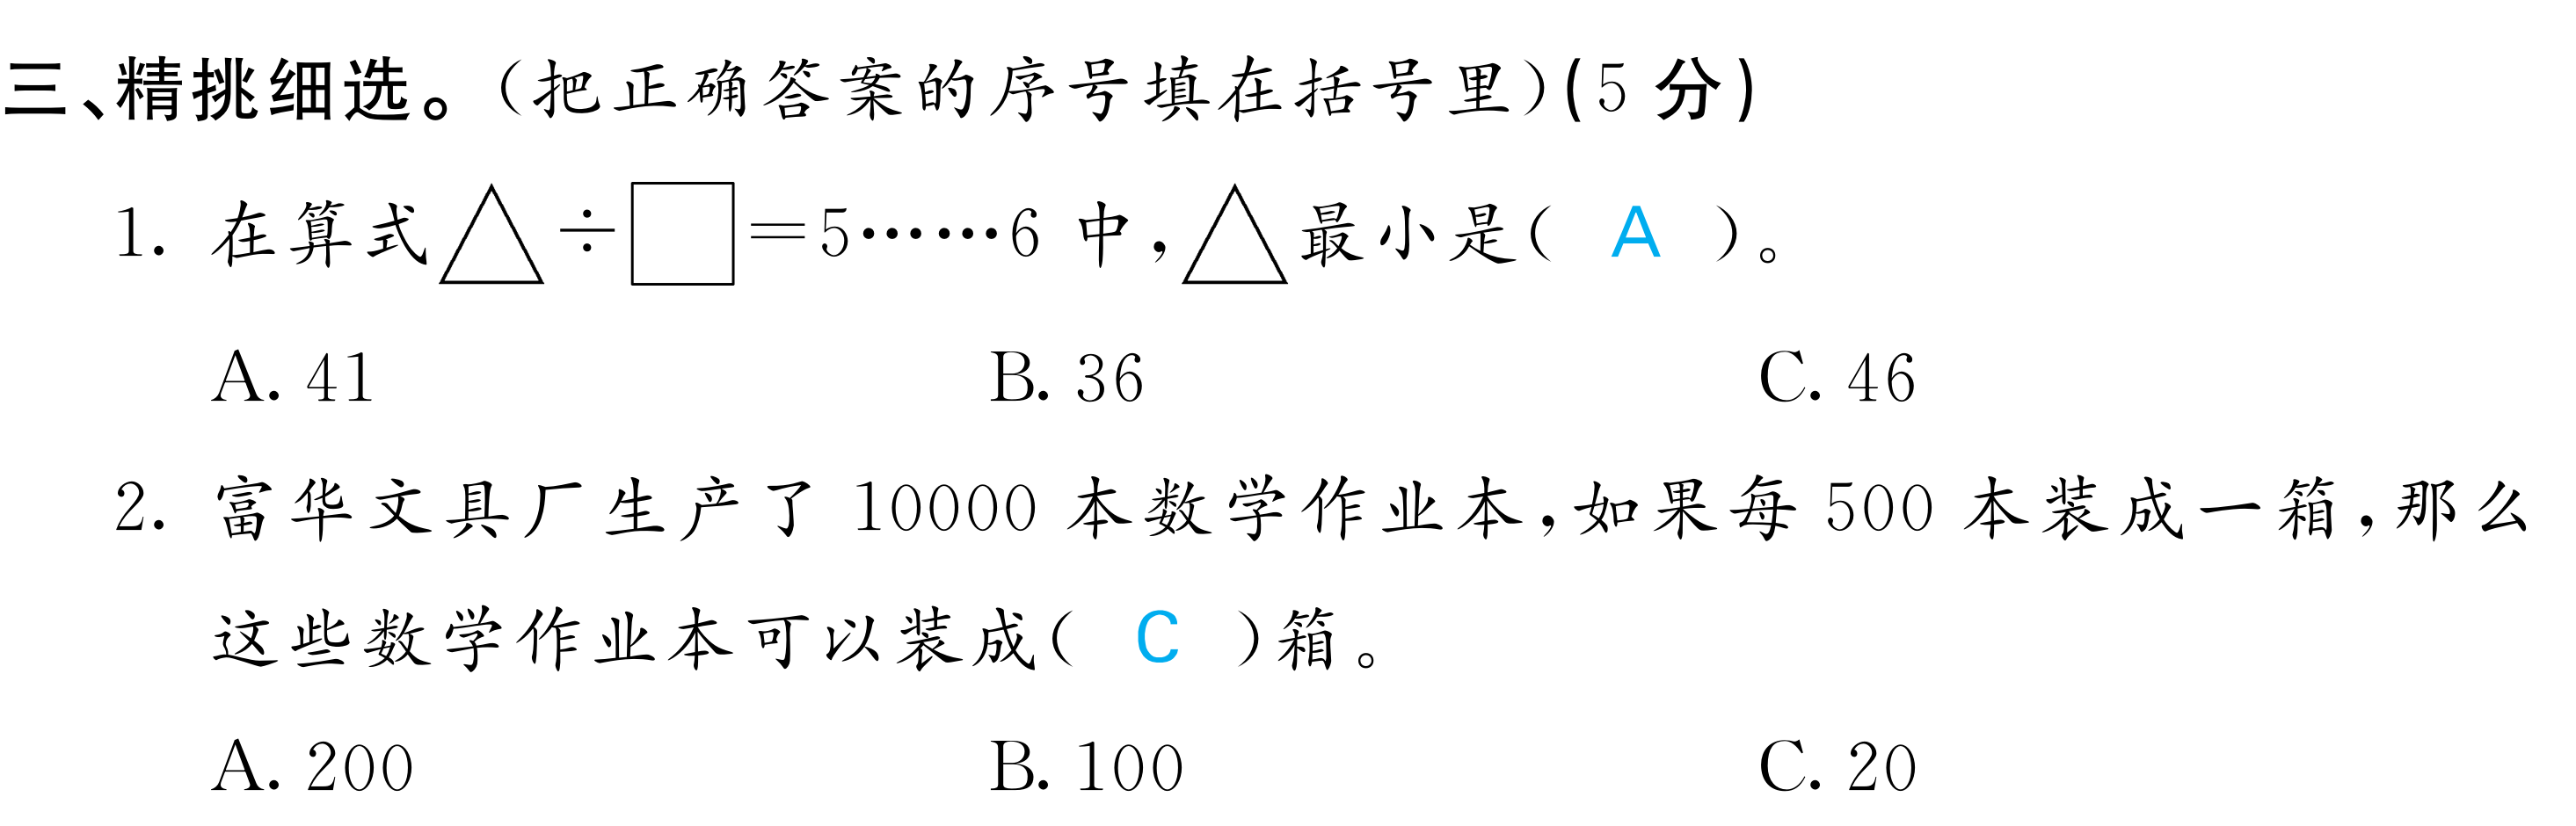 三、精挑细选。(把正确答案的序号填在括号里)(5 分)
1. 在算式△÷□=5……6 中,△最小是( A )。
A. 41 B. 36 C. 46
2. 富华文具厂生产了 10000 本数学作业本,如果每 500 本装成一箱,那么
这些数学作业本可以装成( C )箱。
A. 200 B. 100 C. 20